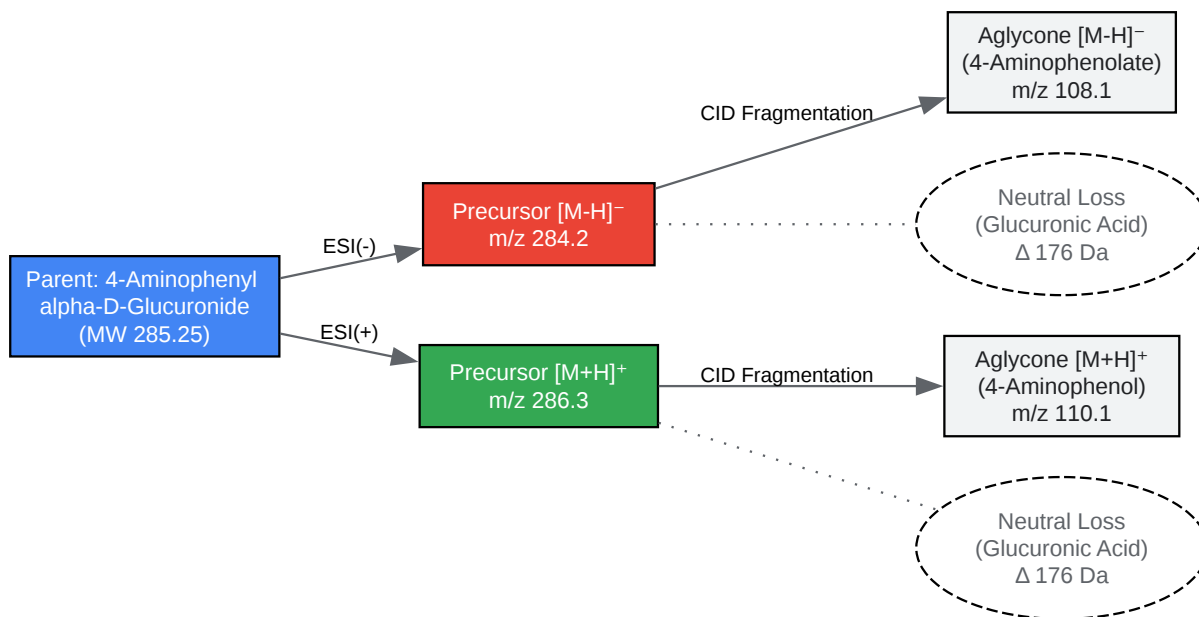 Aglycone [M-H]⁻
(4-Aminophenolate)
m/z 108.1
CID Fragmentation
Neutral Loss
(Glucuronic Acid)
Δ 176 Da
Precursor [M-H]⁻
m/z 284.2
ESI(-)
Parent: 4-Aminophenyl
alpha-D-Glucuronide
(MW 285.25)
ESI(+)
Precursor [M+H]⁺
m/z 286.3
CID Fragmentation
Aglycone [M+H]⁺
(4-Aminophenol)
m/z 110.1
Neutral Loss
(Glucuronic Acid)
Δ 176 Da